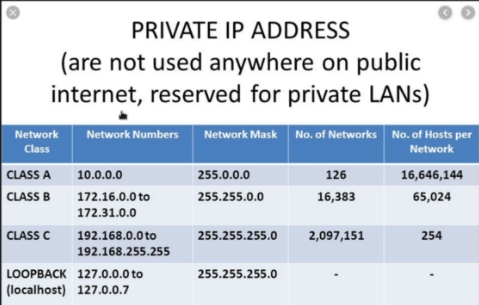 PRIVATE IP ADDRESS
(are not used anywhere on public
internet, reserved for private LANs)
Network Class Network Numbers Network Mask No. of Networks No. of Hosts per Network
CLASS A 10.0.0.0 255.0.0.0 126 16,646,144
CLASS B 172.16.0.0 to 172.31.0.0 255.255.0.0 16,383 65,024
CLASS C 192.168.0.0 to 192.168.255.255 255.255.255.0 2,097,151 254
LOOPBACK (localhost) 127.0.0.0 to 127.0.0.7 255.255.255.0 - -